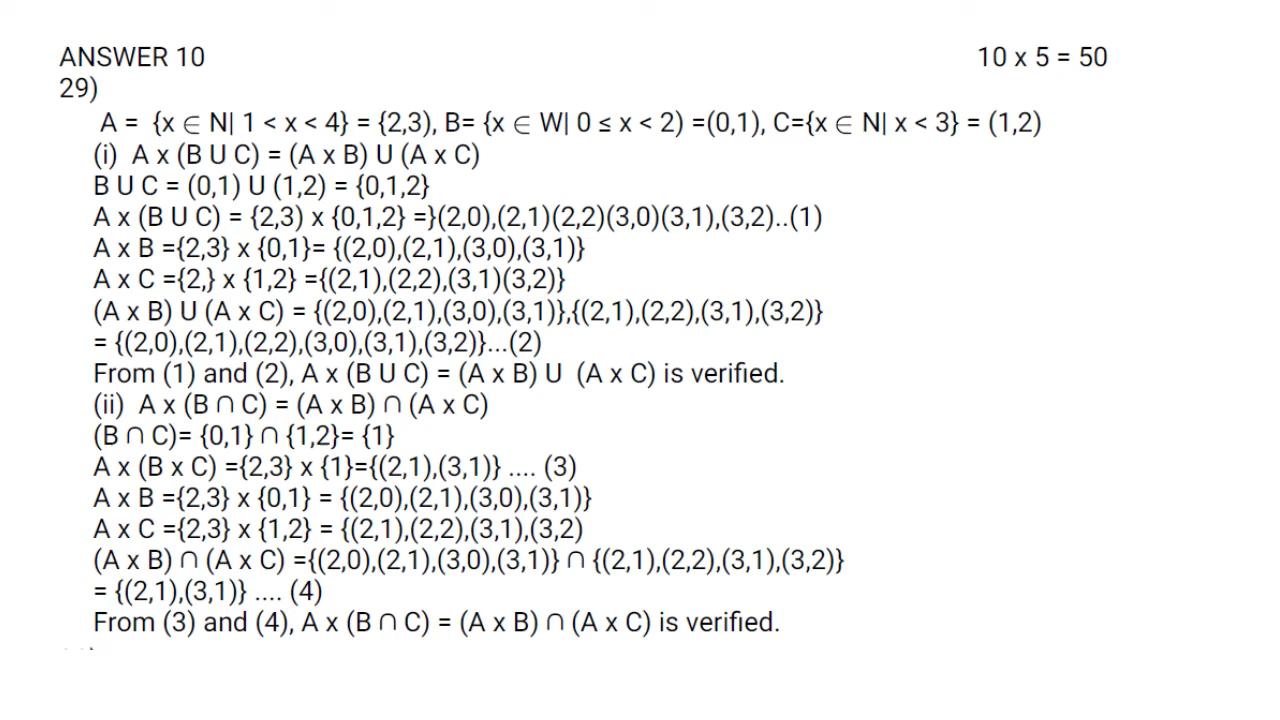 ANSWER 10 10 x 5 = 50
29)
A = {x ∈ N| 1 < x < 4} = {2,3), B= {x ∈ W| 0 ≤ x < 2) =(0,1), C={x ∈ N| x < 3} = (1,2)
(i) A x (B U C) = (A x B) U (A x C)
B U C = (0,1) U (1,2) = {0,1,2}
A x (B U C) = {2,3) x {0,1,2} =}(2,0),(2,1)(2,2)(3,0)(3,1),(3,2)..(1)
A x B ={2,3} x {0,1}= {(2,0),(2,1),(3,0),(3,1)}
A x C ={2,} x {1,2} ={(2,1),(2,2),(3,1)(3,2)}
(A x B) U (A x C) = {(2,0),(2,1),(3,0),(3,1)},{(2,1),(2,2),(3,1),(3,2)}
= {(2,0),(2,1),(2,2),(3,0),(3,1),(3,2)}...(2)
From (1) and (2), A x (B U C) = (A x B) U (A x C) is verified.
(ii) A x (B ∩ C) = (A x B) ∩ (A x C)
(B ∩ C)= {0,1} ∩ {1,2}= {1}
A x (B x C) ={2,3} x {1}={(2,1),(3,1)} .... (3)
A x B ={2,3} x {0,1} = {(2,0),(2,1),(3,0),(3,1)}
A x C ={2,3} x {1,2} = {(2,1),(2,2),(3,1),(3,2)
(A x B) ∩ (A x C) ={(2,0),(2,1),(3,0),(3,1)} ∩ {(2,1),(2,2),(3,1),(3,2)}
= {(2,1),(3,1)} .... (4)
From (3) and (4), A x (B ∩ C) = (A x B) ∩ (A x C) is verified.